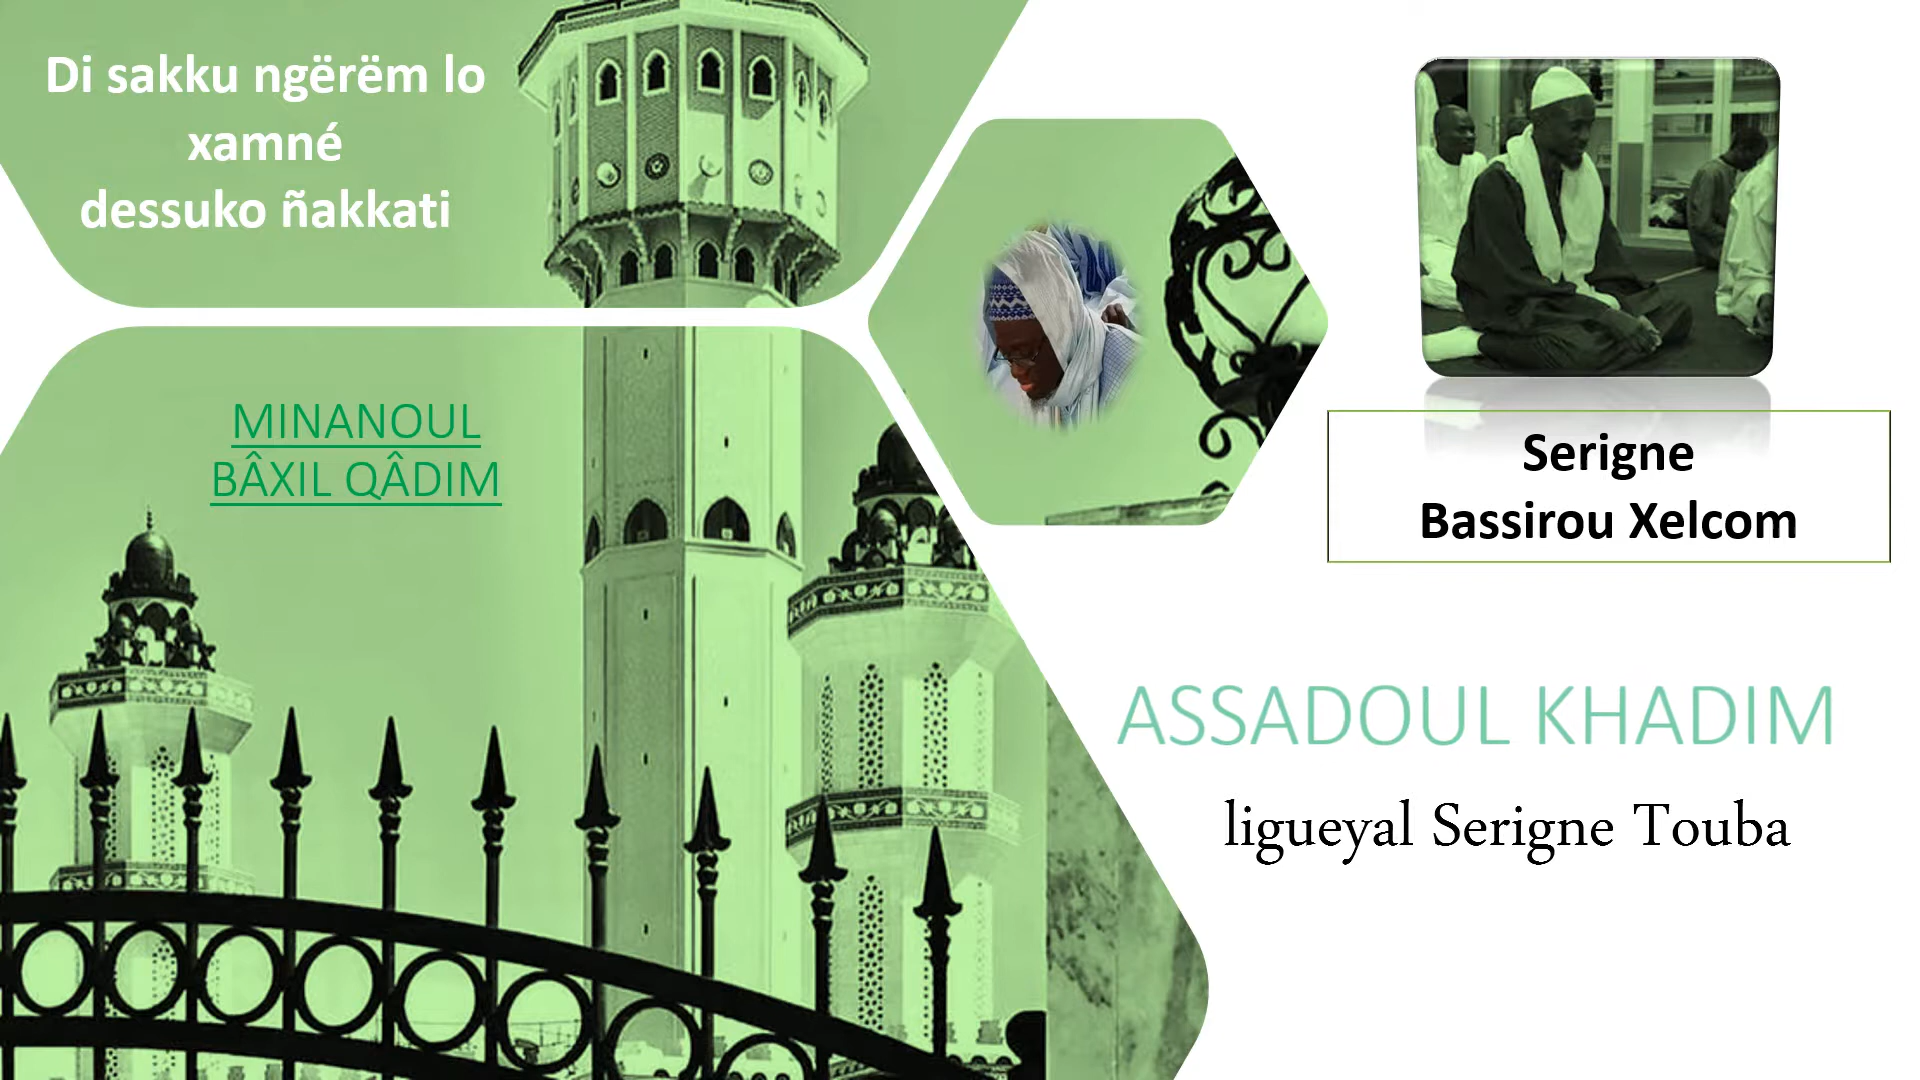 Di sakku ngërëm lo
xamné
dessuko ñakkati
MINANOUL
BÂXIL QÂDIM
Serigne
Bassirou Xelcom
ASSADOUL KHADIM
ligueyal Serigne Touba